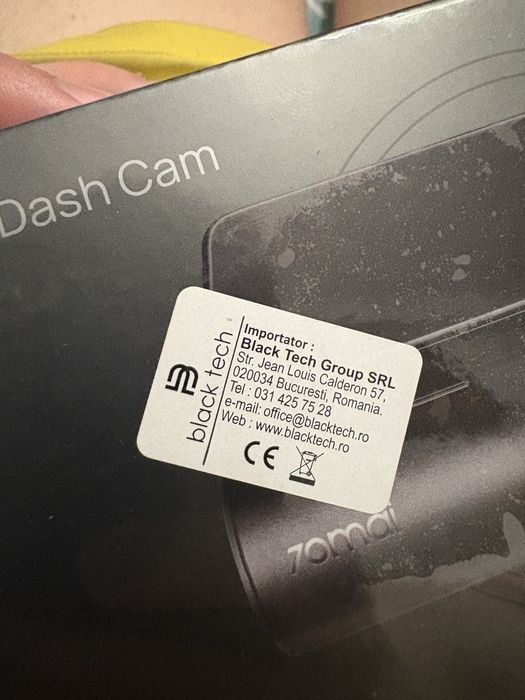 Dash Cam
black tech
Importator :
Black Tech Group SRL
Str. Jean Louis Calderon 57,
020034 Bucuresti, Romania.
Tel : 031 425 75 28
e-mail: office@blacktech.ro
Web : www.blacktech.ro
CE
70mai